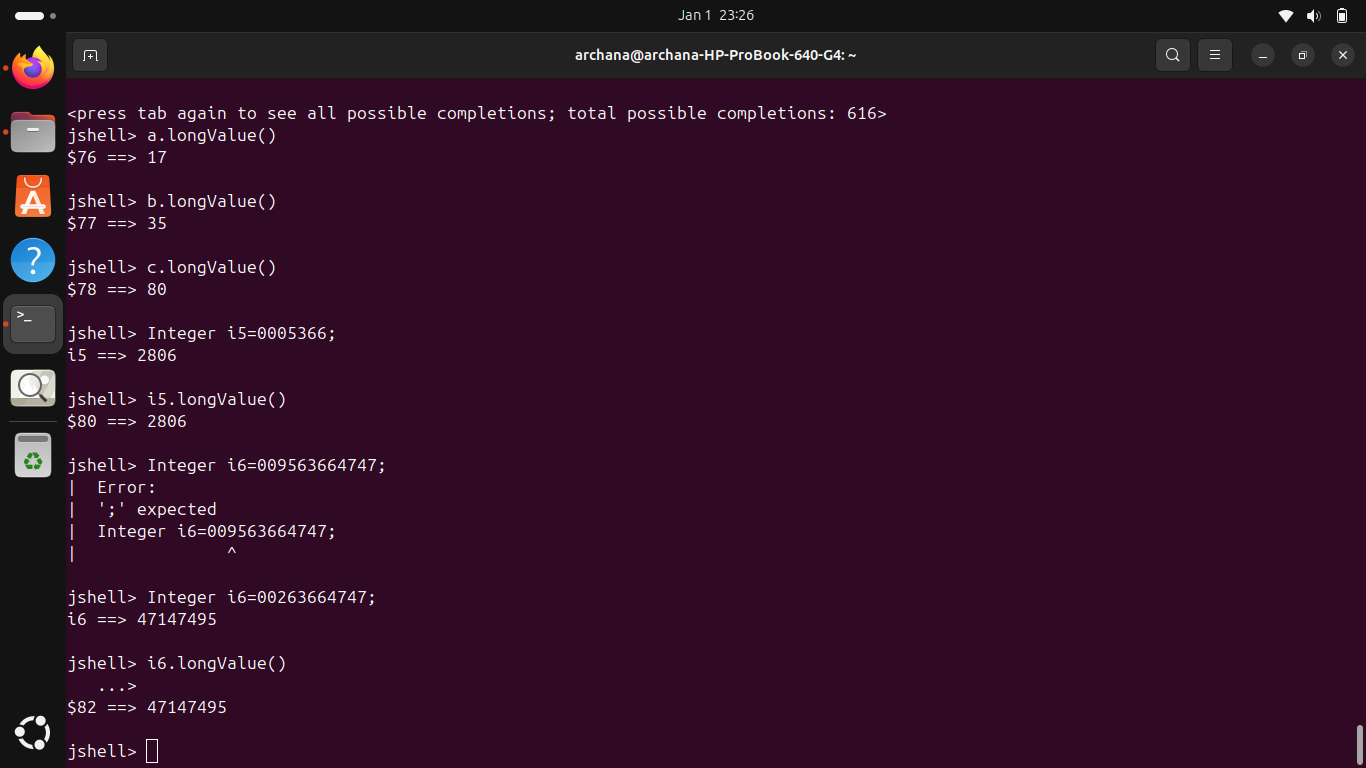 Jan 1 23:26
archana@archana-HP-ProBook-640-G4: ~
<press tab again to see all possible completions; total possible completions: 616>
jshell> a.longValue()
$76 ==> 17
jshell> b.longValue()
$77 ==> 35
jshell> c.longValue()
$78 ==> 80
jshell> Integer i5=0005366;
i5 ==> 2806
jshell> i5.longValue()
$80 ==> 2806
jshell> Integer i6=009563664747;
|  Error:
|  ';' expected
|  Integer i6=009563664747;
|               ^
jshell> Integer i6=00263664747;
i6 ==> 47147495
jshell> i6.longValue()
   ...>
$82 ==> 47147495
jshell>